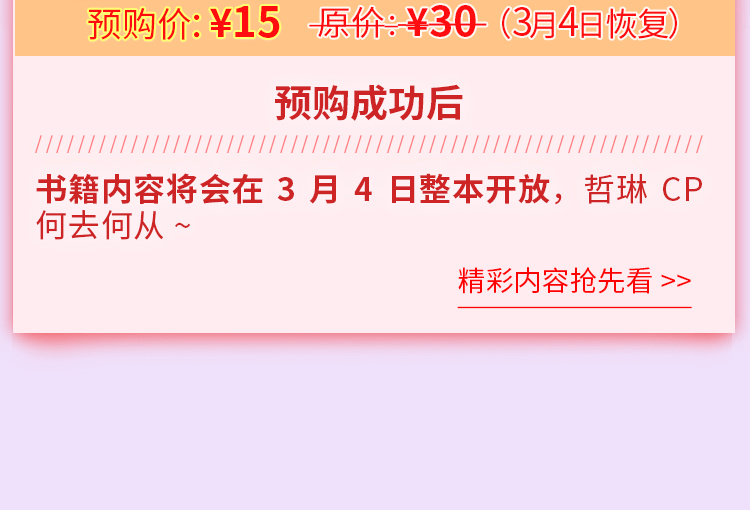 预购价：¥15 原价：¥30（3月4日恢复）
预购成功后
书籍内容将会在 3 月 4 日整本开放，哲琳 CP
何去何从 ~
精彩内容抢先看 >>